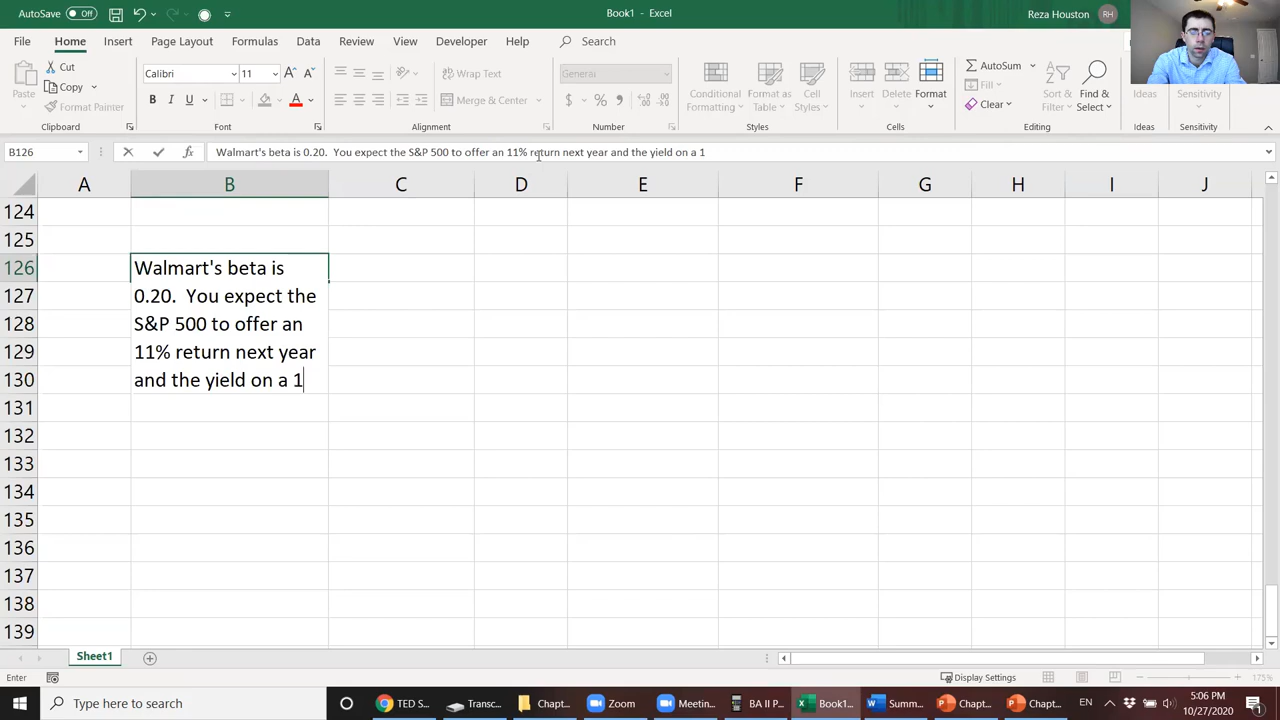 AutoSave Off
Book1 - Excel
Reza Houston RH
File Home Insert Page Layout Formulas Data Review View Developer Help Search
Paste Cut Copy Format Painter
Calibri 11
B I U A
Wrap Text
Merge & Center
General
$ % ,
Conditional Formatting
Format as Table
Cell Styles
Insert Delete Format
AutoSum Fill Clear
Sort & Filter
Find & Select
Ideas
Sensitivity
Clipboard Font Alignment Number Styles Cells Editing Ideas Sensitivity
B126 fx Walmart's beta is 0.20. You expect the S&P 500 to offer an 11% return next year and the yield on a 1
A B C D E F G H I J
124
125
126 Walmart's beta is
127 0.20. You expect the
128 S&P 500 to offer an
129 11% return next year
130 and the yield on a 1
131
132
133
134
135
136
137
138
139
Sheet1
Enter Display Settings 175%
Type here to search
TED S... Transc... Chapt... Zoom Meetin... BA II P... Book1... Summ... Chapt... Chapt...
EN 5:06 PM
10/27/2020